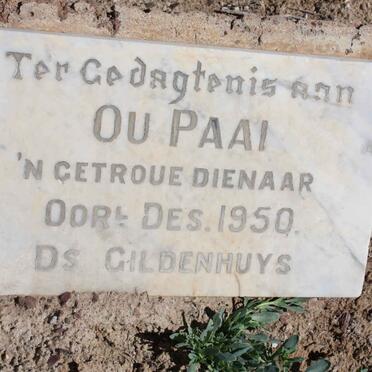 Ter Gedagtenis aan
OU PAAI
'N GETROUE DIENAAR
OORL. DES. 1950.
DS GILDENHUYS